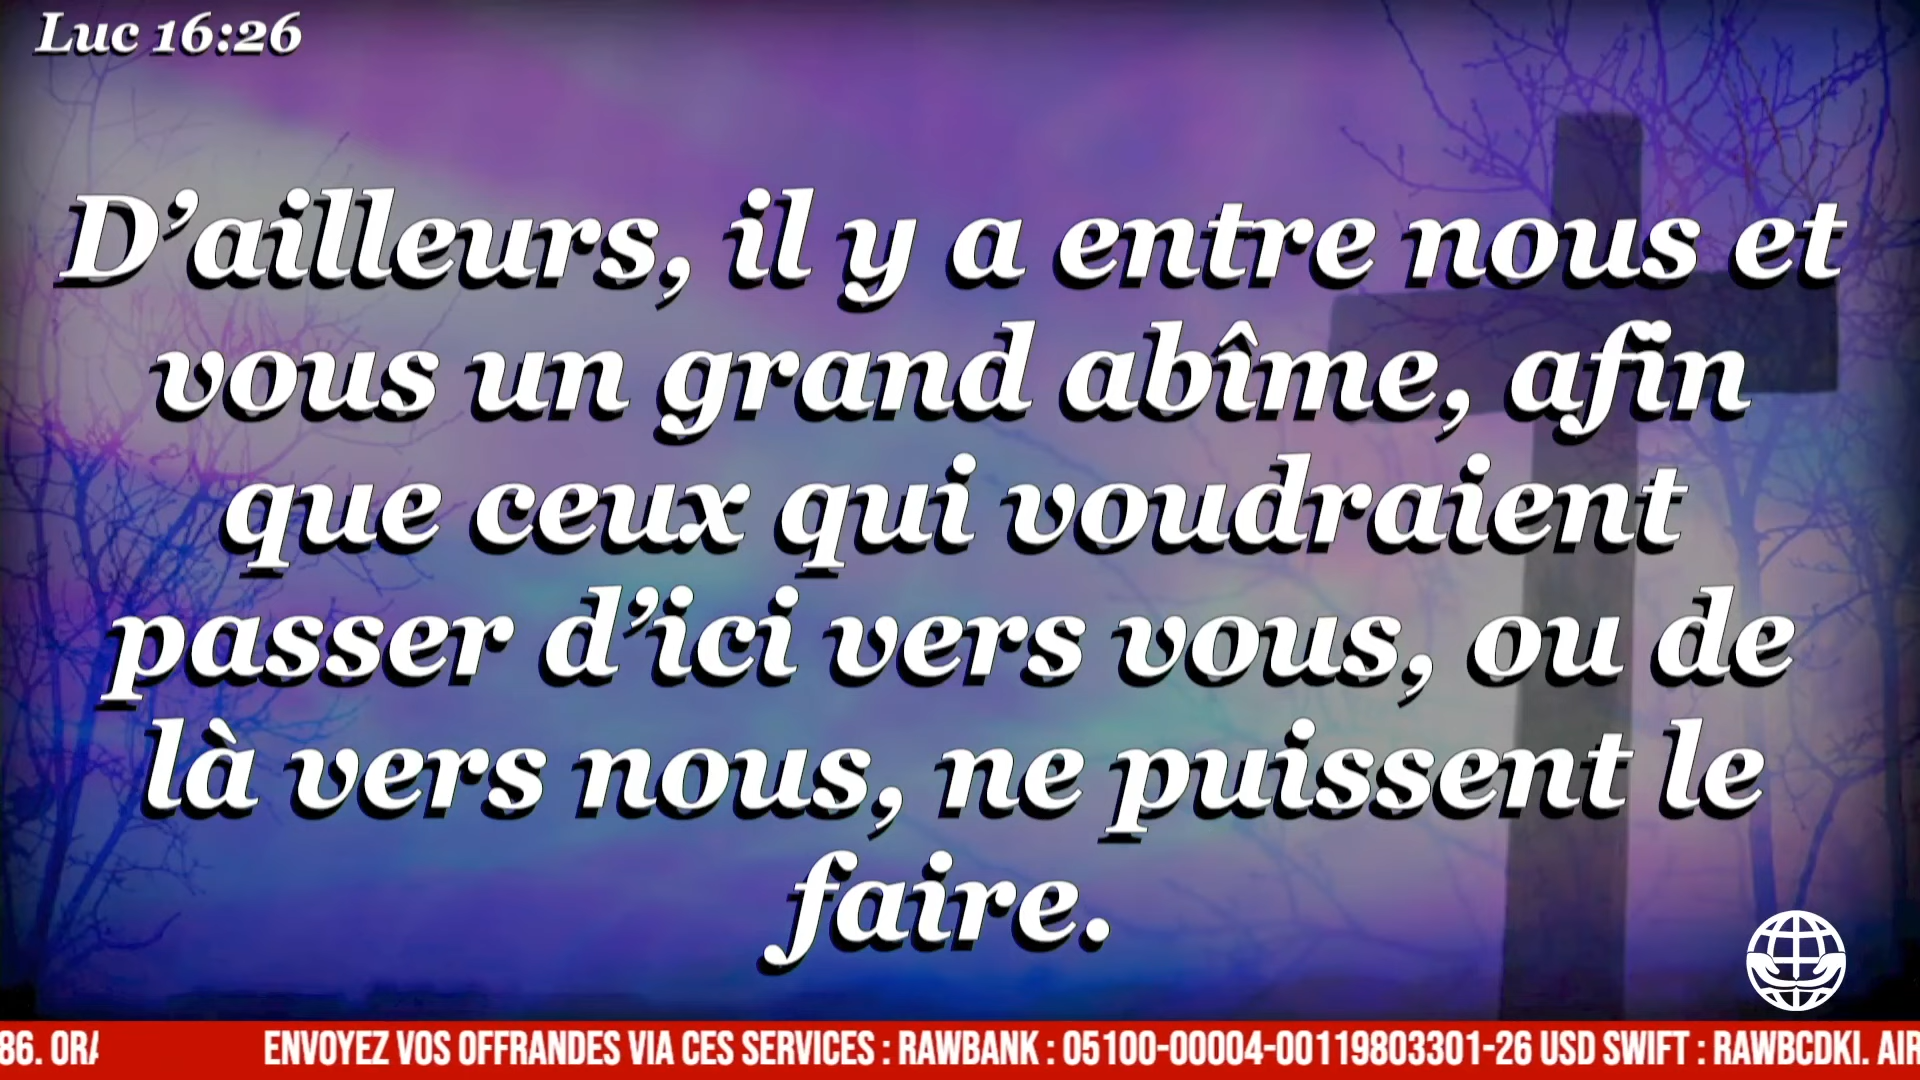 Luc 16:26
D’ailleurs, il y a entre nous et
vous un grand abîme, afin
que ceux qui voudraient
passer d’ici vers vous, ou de
là vers nous, ne puissent le
faire.
86. ORA ENVOYEZ VOS OFFRANDES VIA CES SERVICES : RAWBANK : 05100-00004-00119803301-26 USD SWIFT : RAWBCDKI. AIR